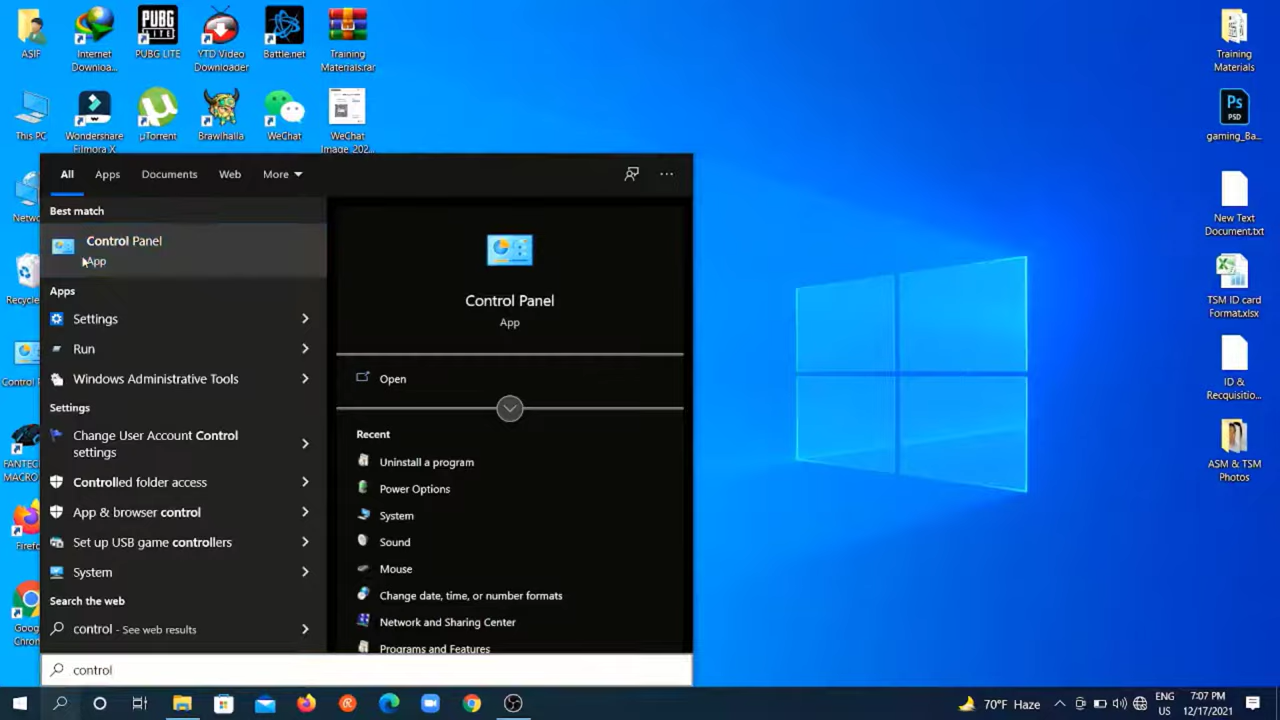 ASIF
Internet
Downloa...
PUBG LITE
YTD Video
Downloader
Battle.net
Training
Materials.rar
This PC
Wondershare
Filmora X
µTorrent
Brawlhalla
WeChat
WeChat
Image_202...
Training
Materials
Ps
PSD
gaming_Ba...
New Text
Document.txt
TSM ID card
Format.xlsx
ID &
Requisitio...
ASM & TSM
Photos
All
Apps
Documents
Web
More
Best match
Control Panel
App
Apps
Settings
Run
Windows Administrative Tools
Settings
Change User Account Control
settings
Controlled folder access
App & browser control
Set up USB game controllers
System
Search the web
control - See web results
control
Control Panel
App
Open
Recent
Uninstall a program
Power Options
System
Sound
Mouse
Change date, time, or number formats
Network and Sharing Center
Programs and Features
70°F Haze
ENG
US
7:07 PM
12/17/2021